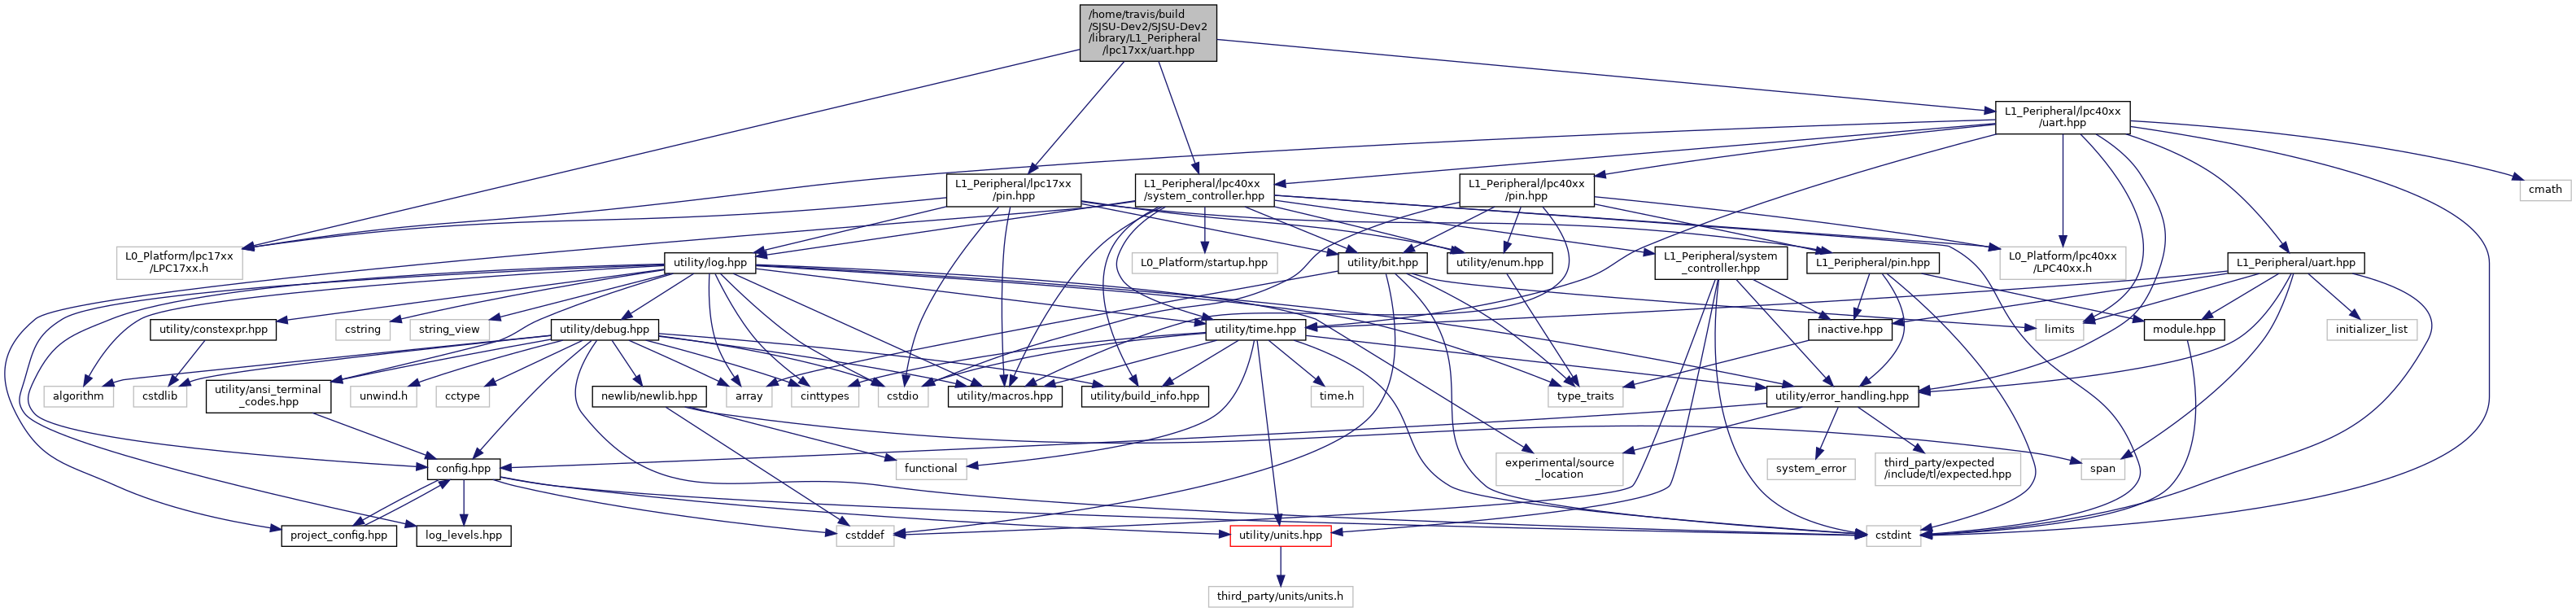 /home/travis/build
/SJSU-Dev2/SJSU-Dev2
/library/L1_Peripheral
/lpc17xx/uart.hpp
L1_Peripheral/lpc40xx
/uart.hpp
L1_Peripheral/lpc17xx
/pin.hpp
L1_Peripheral/lpc40xx
/system_controller.hpp
L1_Peripheral/lpc40xx
/pin.hpp
cmath
L0_Platform/lpc17xx
/LPC17xx.h
utility/log.hpp
L0_Platform/startup.hpp
utility/bit.hpp
utility/enum.hpp
L1_Peripheral/system
_controller.hpp
L1_Peripheral/pin.hpp
L0_Platform/lpc40xx
/LPC40xx.h
L1_Peripheral/uart.hpp
utility/constexpr.hpp
cstring
string_view
utility/debug.hpp
utility/time.hpp
inactive.hpp
limits
module.hpp
initializer_list
algorithm
cstdlib
utility/ansi_terminal
_codes.hpp
unwind.h
cctype
newlib/newlib.hpp
array
cinttypes
cstdio
utility/macros.hpp
utility/build_info.hpp
time.h
type_traits
utility/error_handling.hpp
config.hpp
functional
experimental/source
_location
system_error
third_party/expected
/include/tl/expected.hpp
span
project_config.hpp
log_levels.hpp
cstddef
utility/units.hpp
cstdint
third_party/units/units.h